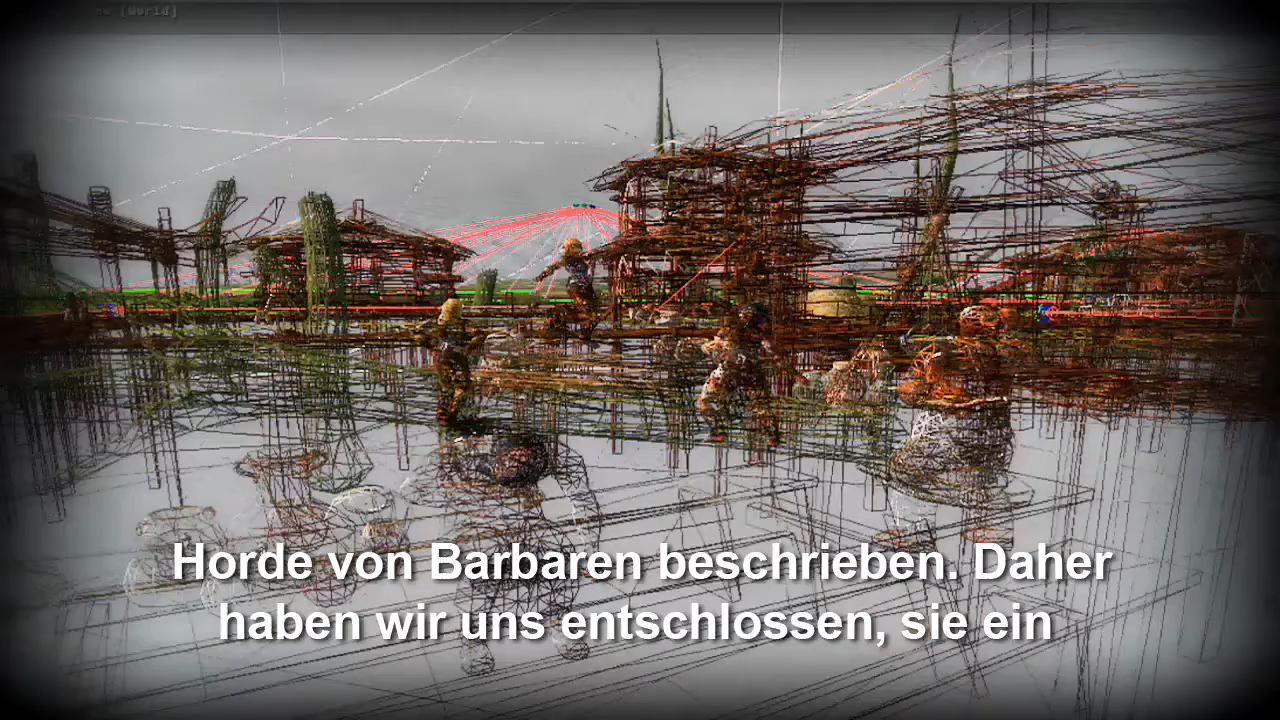 Horde von Barbaren beschrieben. Daher
haben wir uns entschlossen, sie ein